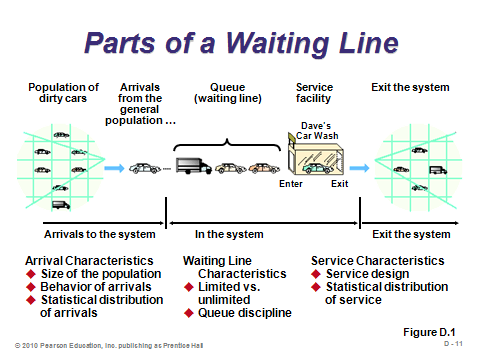 Parts of a Waiting Line
Population of
dirty cars
Arrivals
from the
general
population …
Queue
(waiting line)
Service
facility
Exit the system
Dave's
Car Wash
Enter
Exit
Arrivals to the system
In the system
Exit the system
Arrival Characteristics
◆ Size of the population
◆ Behavior of arrivals
◆ Statistical distribution
of arrivals
Waiting Line
Characteristics
◆ Limited vs.
unlimited
◆ Queue discipline
Service Characteristics
◆ Service design
◆ Statistical distribution
of service
Figure D.1
© 2010 Pearson Education, Inc. publishing as Prentice Hall
D - 11